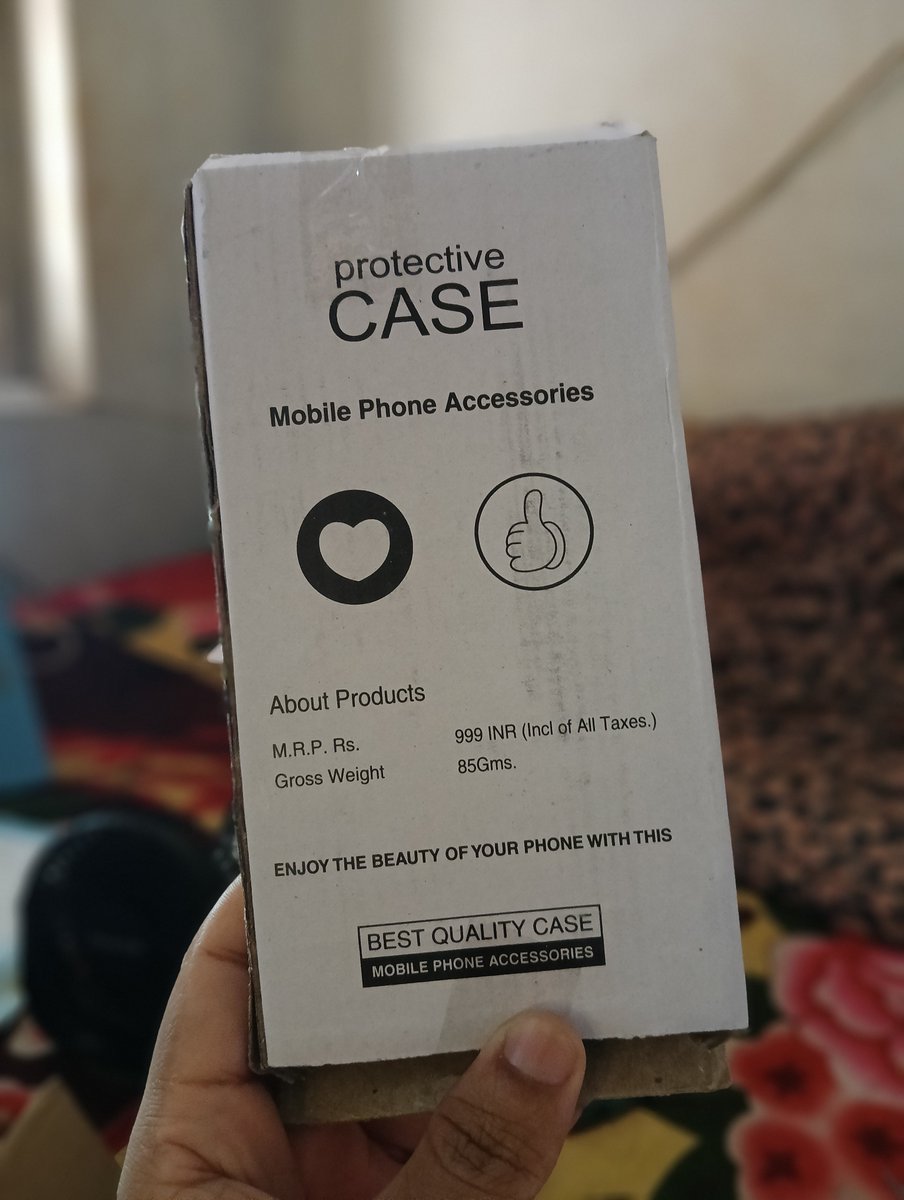 protective
CASE
Mobile Phone Accessories
About Products
M.R.P. Rs. 999 INR (Incl of All Taxes.)
Gross Weight 85Gms.
ENJOY THE BEAUTY OF YOUR PHONE WITH THIS
BEST QUALITY CASE
MOBILE PHONE ACCESSORIES